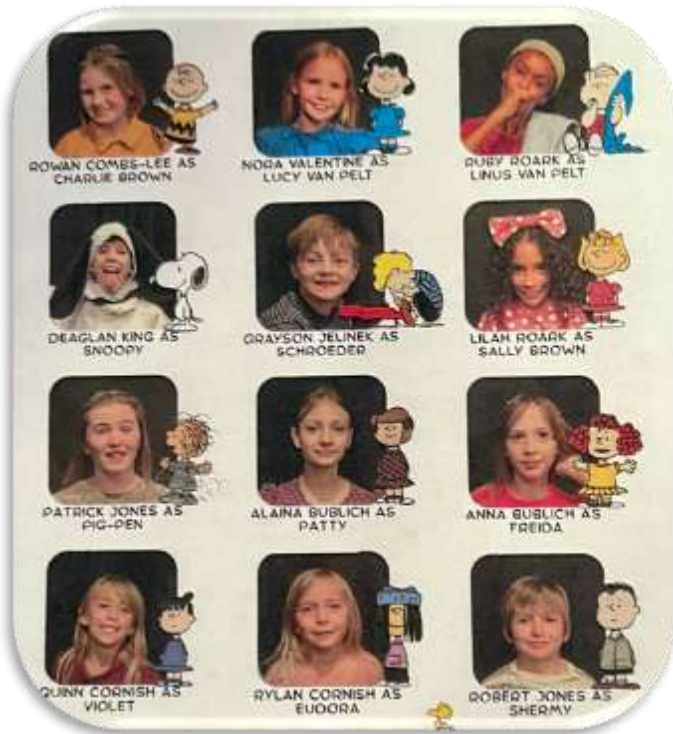 ROWAN COMBS-LEE AS
CHARLIE BROWN
NORA VALENTINE AS
LUCY VAN PELT
RUBY ROARK AS
LINUS VAN PELT
DEAGLAN KING AS
SNOOPY
GRAYSON JELINEK AS
SCHROEDER
LILAH ROARK AS
SALLY BROWN
PATRICK JONES AS
PIG-PEN
ALAINA BUBLICH AS
PATTY
ANNA BUBLICH AS
FREIDA
QUINN CORNISH AS
VIOLET
RYLAN CORNISH AS
EUDORA
ROBERT JONES AS
SHERMY